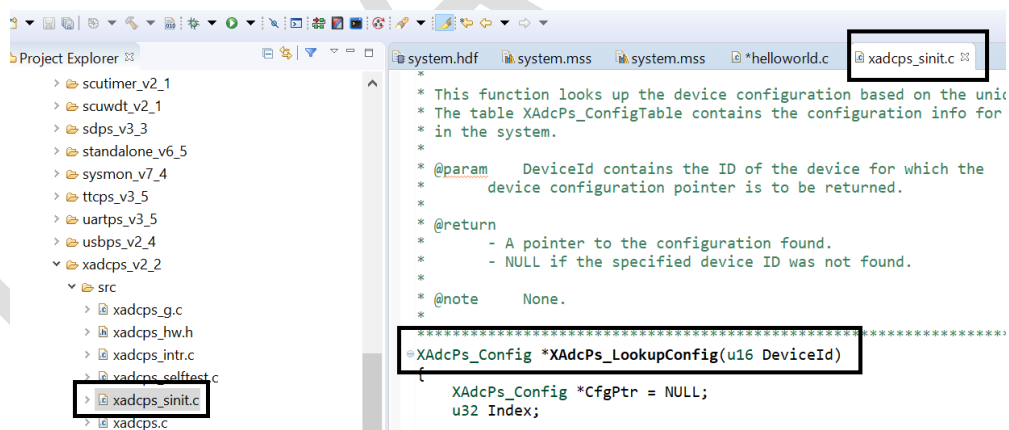 Project Explorer
system.hdf
system.mss
system.mss
*helloworld.c
xadcps_sinit.c
scutimer_v2_1
scuwdt_v2_1
sdps_v3_3
standalone_v6_5
sysmon_v7_4
ttcps_v3_5
uartps_v3_5
usbps_v2_4
xadcps_v2_2
src
xadcps_g.c
xadcps_hw.h
xadcps_intr.c
xadcps_selftest.c
xadcps_sinit.c
xadcps.c
*
* This function looks up the device configuration based on the
* The table XAdcPs_ConfigTable contains the configuration info for
* in the system.
*
* @param DeviceId contains the ID of the device for which the
* device configuration pointer is to be returned.
*
* @return
* - A pointer to the configuration found.
* - NULL if the specified device ID was not found.
*
* @note None.
*
******************************************************************
XAdcPs_Config *XAdcPs_LookupConfig(u16 DeviceId)
{
XAdcPs_Config *CfgPtr = NULL;
u32 Index;